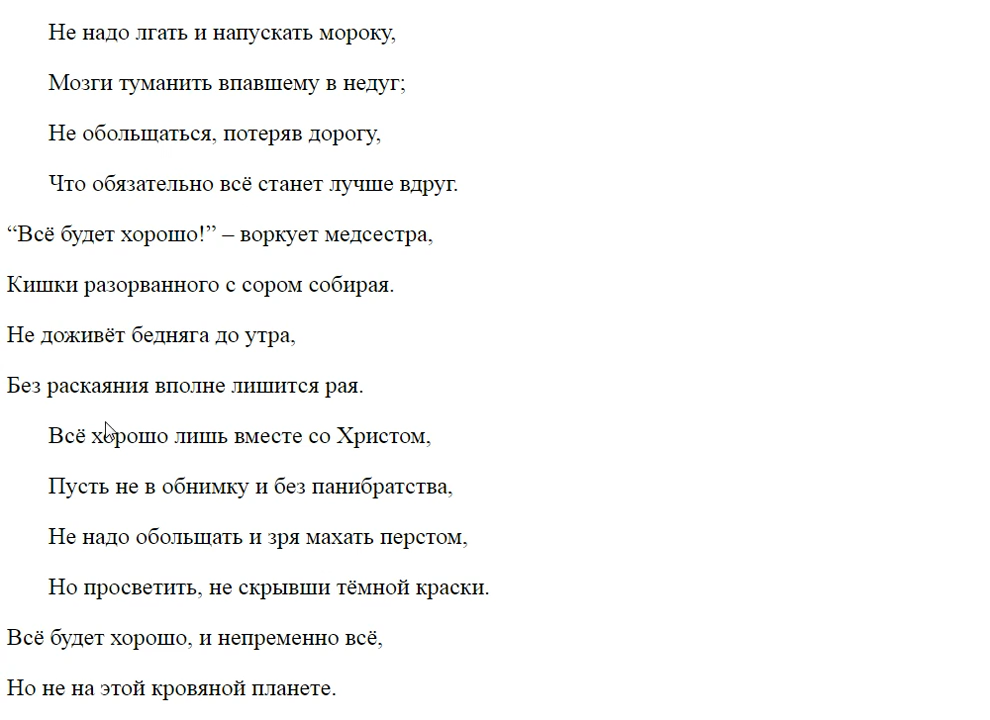 Не надо лгать и напускать мороку,
Мозги туманить впавшему в недуг;
Не обольщаться, потеряв дорогу,
Что обязательно всё станет лучше вдруг.
“Всё будет хорошо!” – воркует медсестра,
Кишки разорванного с сором собирая.
Не доживёт бедняга до утра,
Без раскаяния вполне лишится рая.
Всё хорошо лишь вместе со Христом,
Пусть не в обнимку и без панибратства,
Не надо обольщать и зря махать перстом,
Но просветить, не скрывши тёмной краски.
Всё будет хорошо, и непременно всё,
Но не на этой кровяной планете.